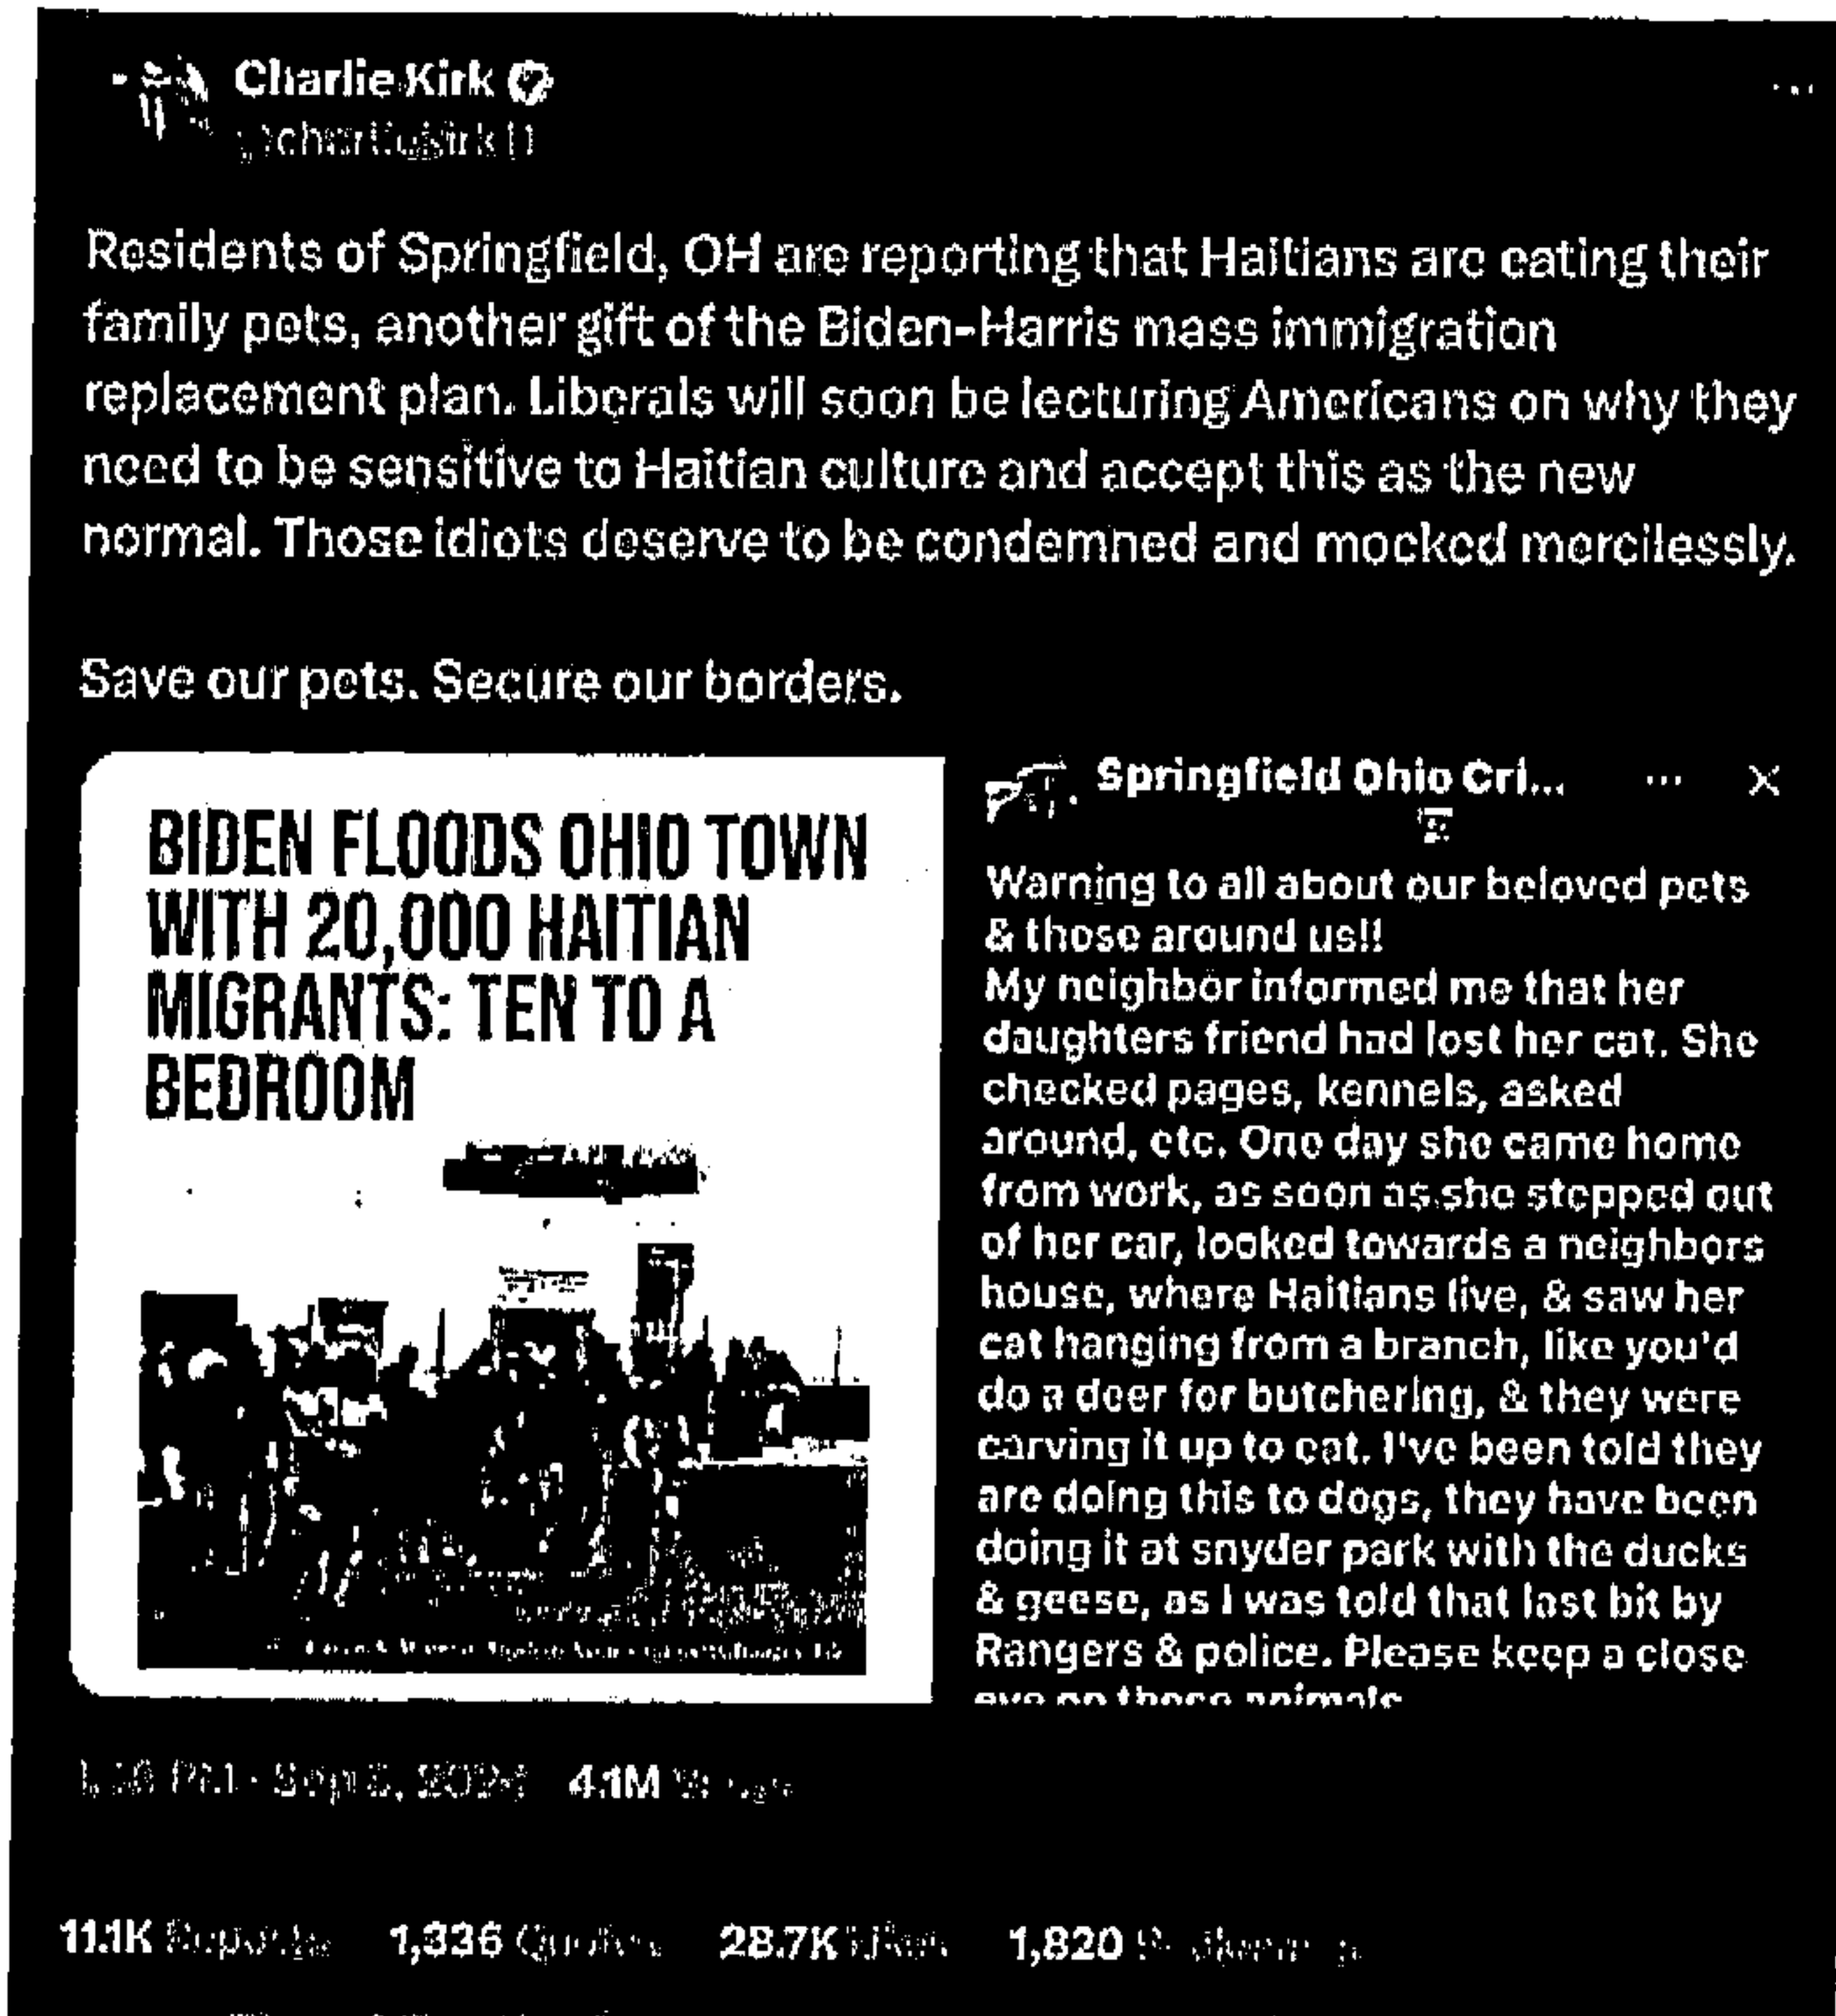 Charlie Kirk
Residents of Springfield, OH are reporting that Haitians are eating their
family pets, another gift of the Biden-Harris mass immigration
replacement plan. Liberals will soon be lecturing Americans on why they
need to be sensitive to Haitian culture and accept this as the new
normal. Those idiots deserve to be condemned and mocked mercilessly.
Save our pets. Secure our borders.
BIDEN FLOODS OHIO TOWN
WITH 20,000 HAITIAN
MIGRANTS: TEN TO A
BEDROOM
Springfield Ohio Cri...
Warning to all about our beloved pets
& those around us!!
My neighbor informed me that her
daughters friend had lost her cat. She
checked pages, kennels, asked
around, etc. One day she came home
from work, as soon as she stepped out
of her car, looked towards a neighbors
house, where Haitians live, & saw her
cat hanging from a branch, like you'd
do a deer for butchering, & they were
carving it up to eat. I've been told they
are doing this to dogs, they have been
doing it at snyder park with the ducks
& geese, as I was told that last bit by
Rangers & police. Please keep a close
eye on these animals
4.1M
11.1K 1,336 28.7K Likes 1,820